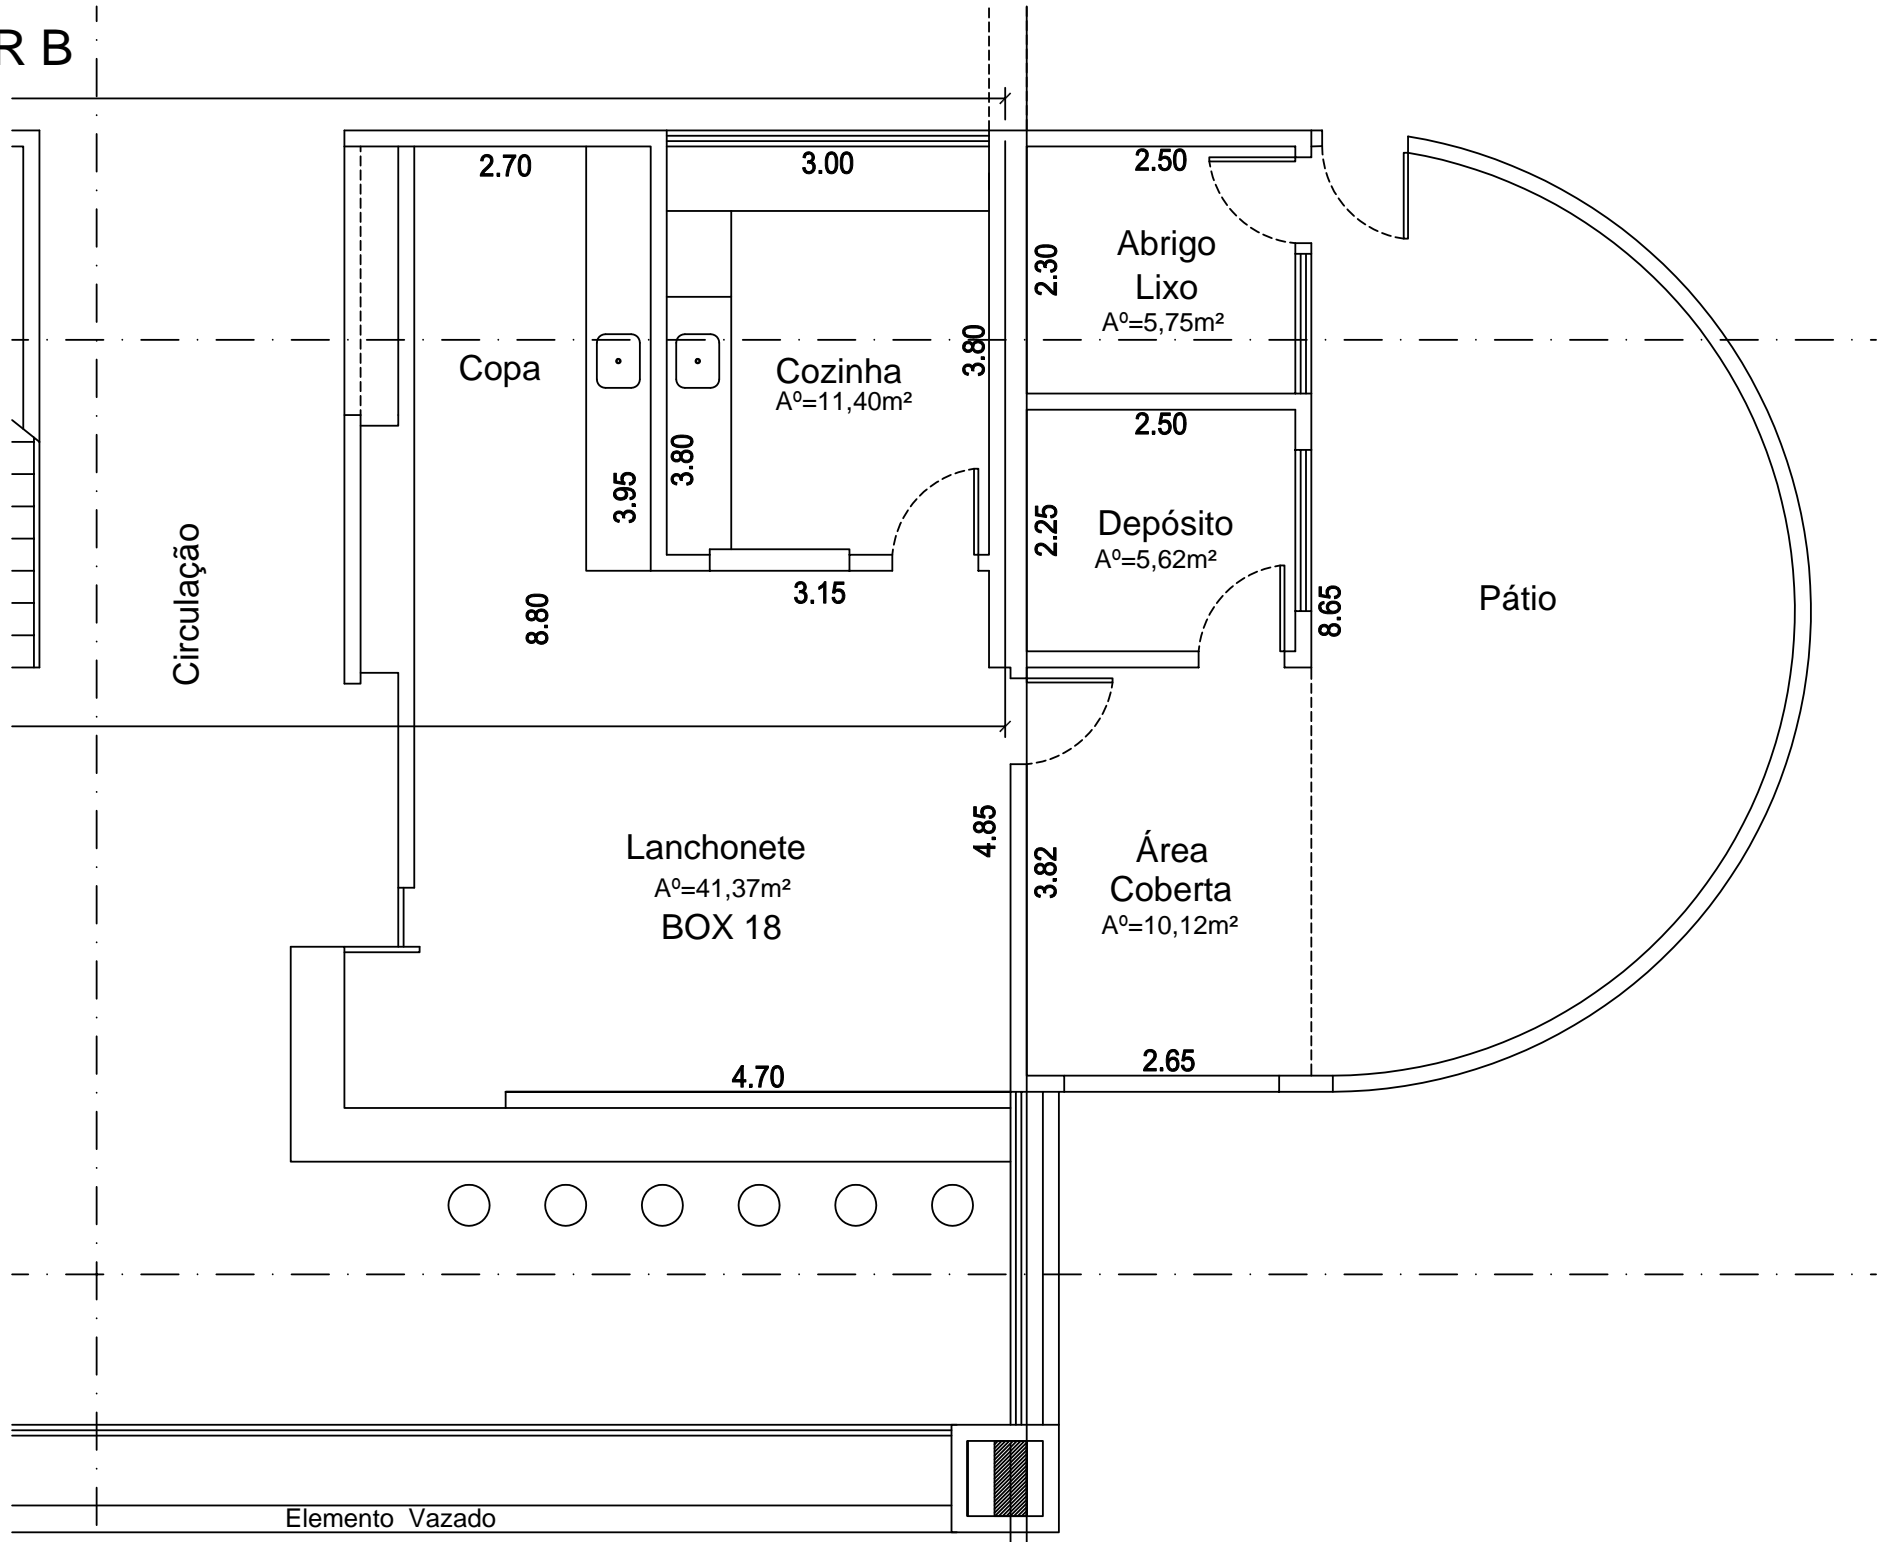 R B
2.70
3.00
2.50
Abrigo
Lixo
Aº=5,75m²
2.30
3.80
Copa
Cozinha
Aº=11,40m²
2.50
3.80
3.95
2.25
Depósito
Aº=5,62m²
Circulação
8.80
3.15
8.65
Pátio
4.85
Lanchonete
Aº=41,37m²
BOX 18
3.82
Área
Coberta
Aº=10,12m²
4.70
2.65
Elemento Vazado